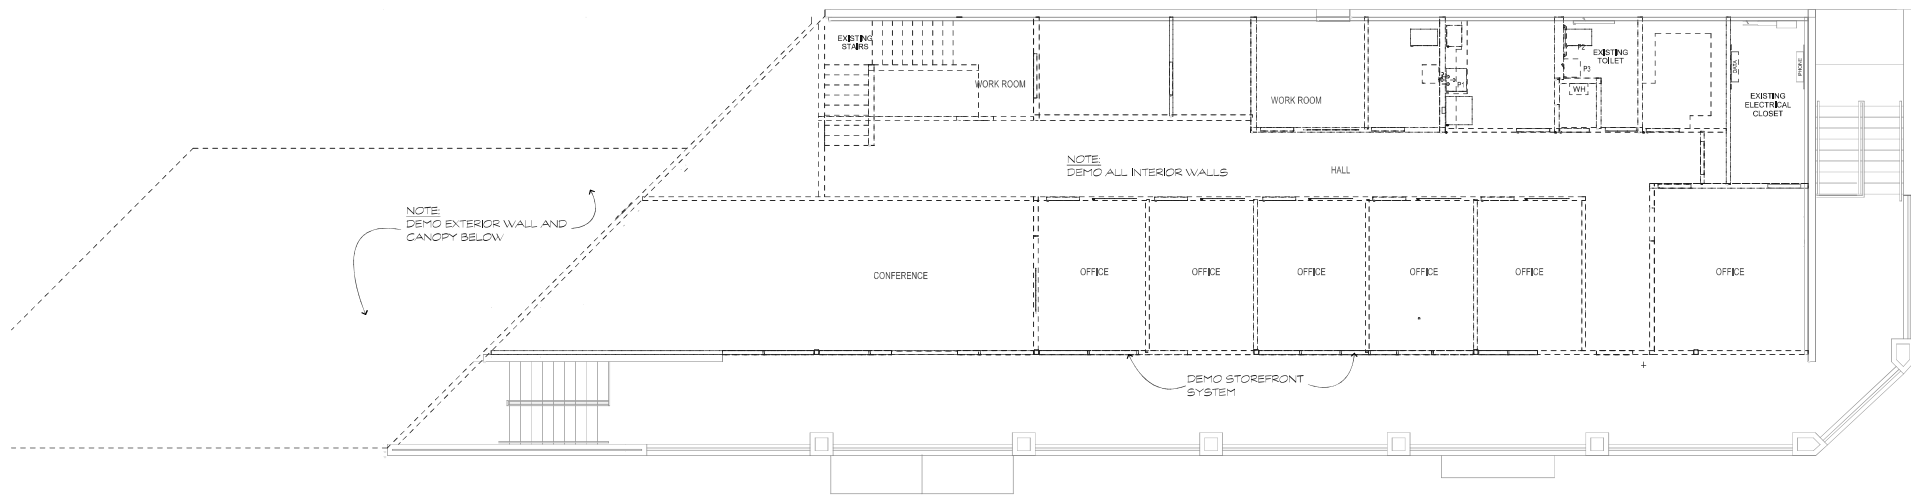 EXISTING
STAIRS
WORK ROOM
WORK ROOM
P1
P2
EXISTING
TOILET
P3
WH
DATA
PHONE
EXISTING
ELECTRICAL
CLOSET
NOTE:
DEMO ALL INTERIOR WALLS
HALL
NOTE:
DEMO EXTERIOR WALL AND
CANOPY BELOW
CONFERENCE
OFFICE
OFFICE
OFFICE
OFFICE
OFFICE
OFFICE
DEMO STOREFRONT
SYSTEM